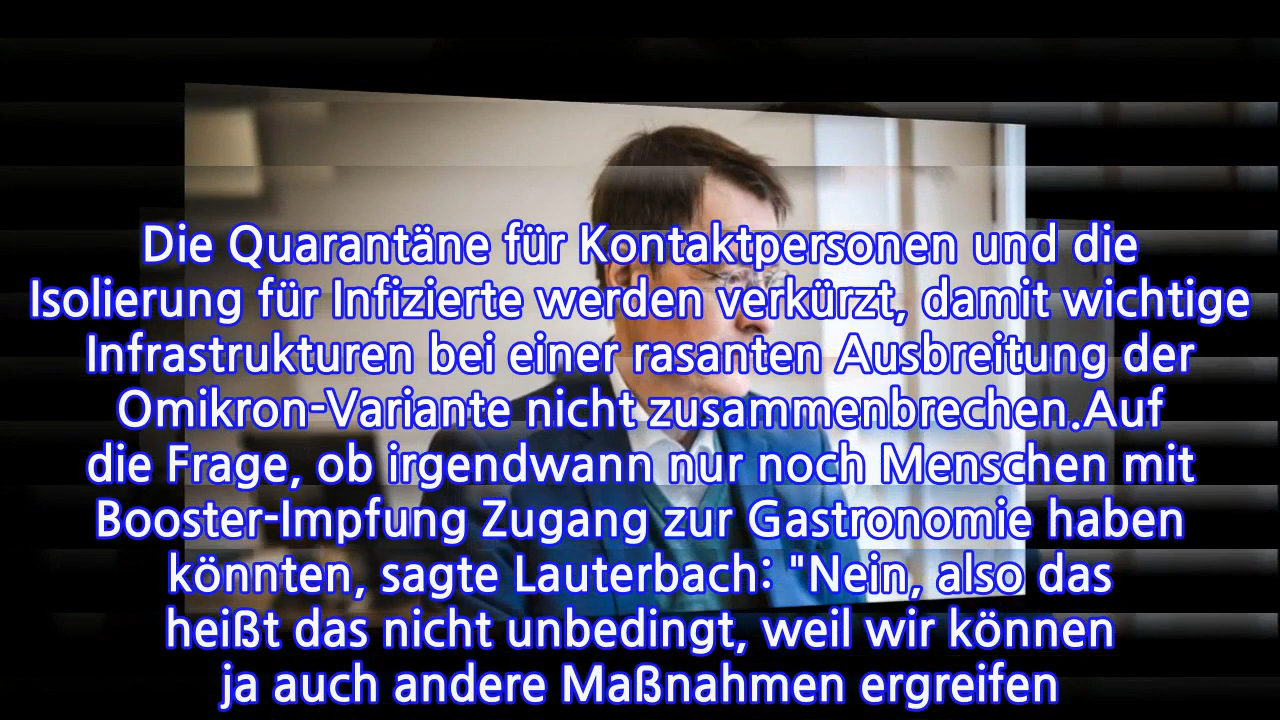 Die Quarantäne für Kontaktpersonen und die
Isolierung für Infizierte werden verkürzt, damit wichtige
Infrastrukturen bei einer rasanten Ausbreitung der
Omikron-Variante nicht zusammenbrechen.Auf
die Frage, ob irgendwann nur noch Menschen mit
Booster-Impfung Zugang zur Gastronomie haben
könnten, sagte Lauterbach: "Nein, also das
heißt das nicht unbedingt, weil wir können
ja auch andere Maßnahmen ergreifen